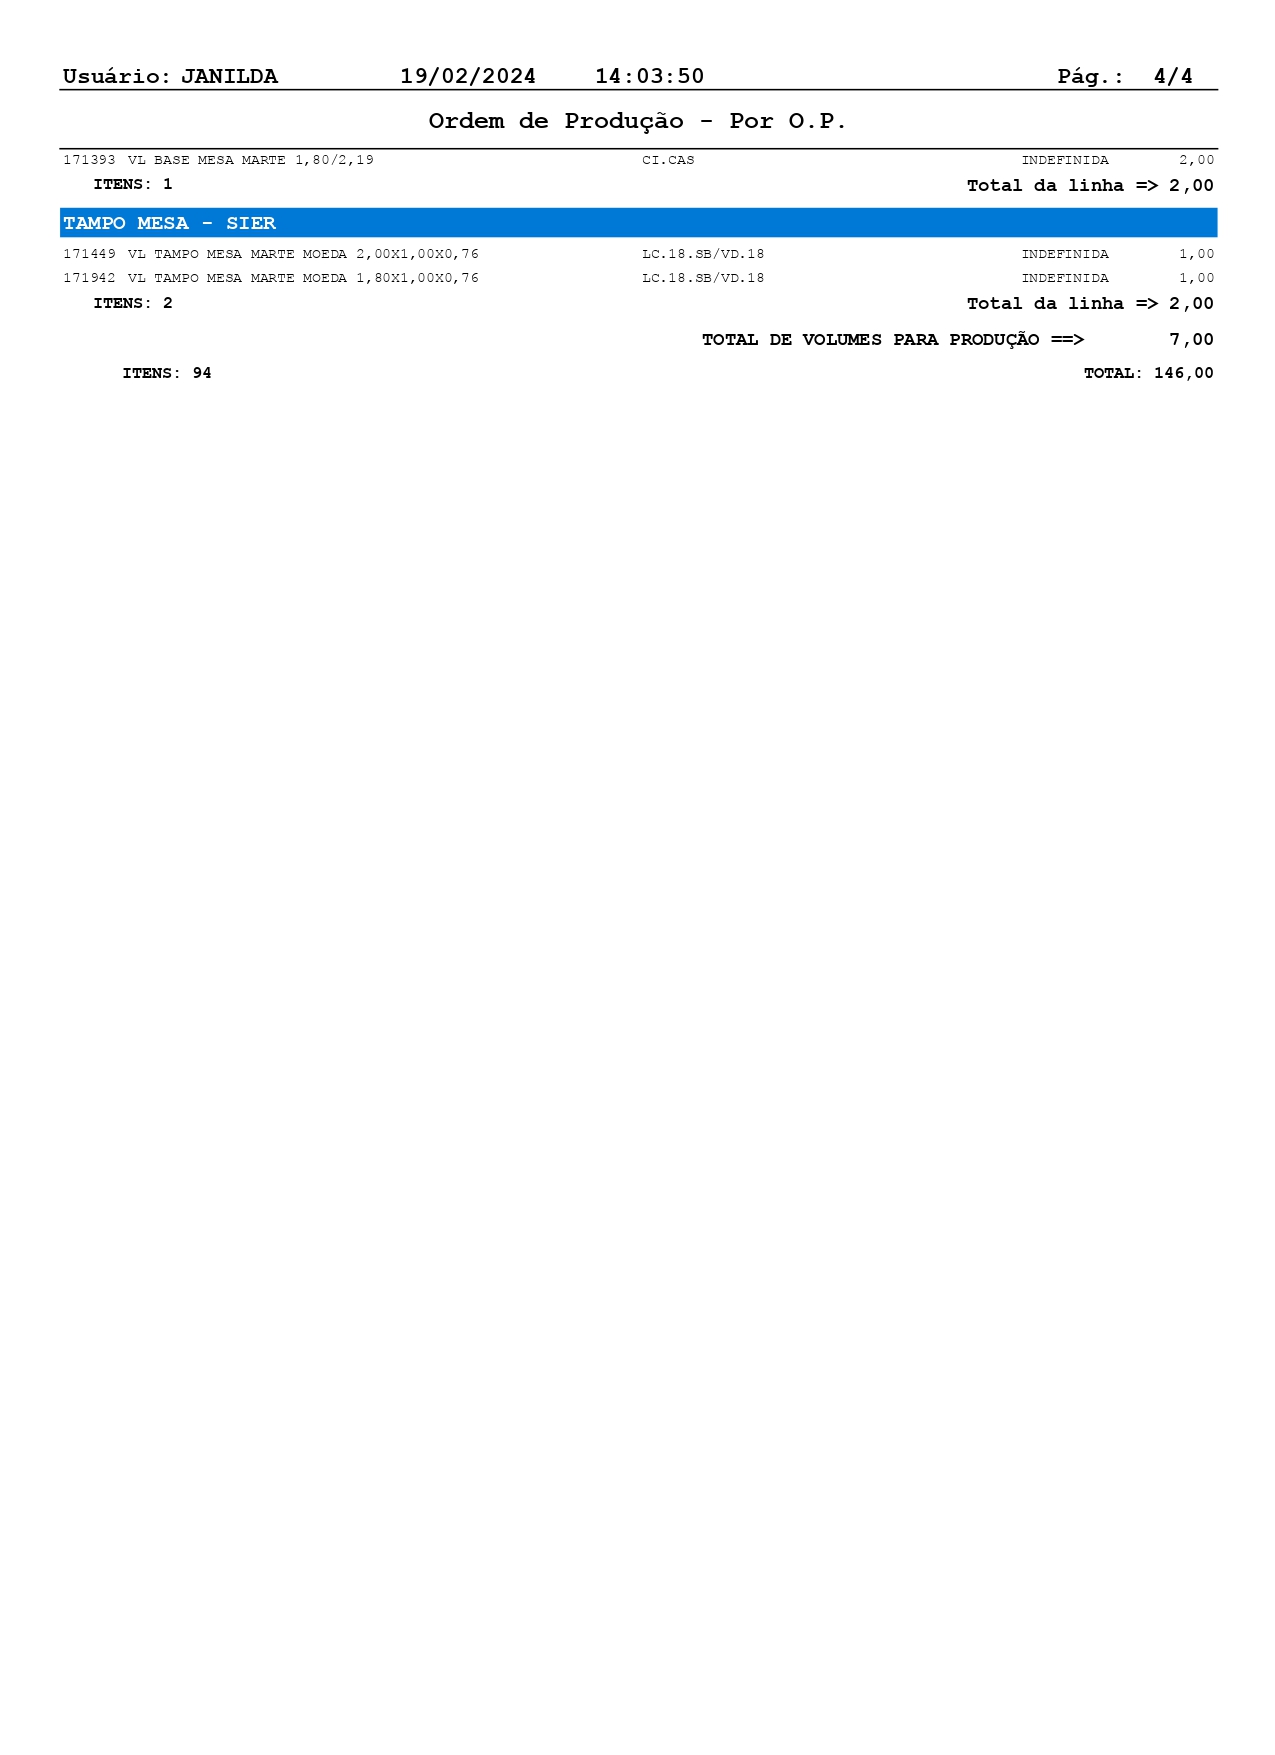 Usuário: JANILDA 19/02/2024 14:03:50 Pág.: 4/4
Ordem de Produção - Por O.P.
171393 VL BASE MESA MARTE 1,80/2,19 CI.CAS INDEFINIDA 2,00
ITENS: 1 Total da linha => 2,00
TAMPO MESA - SIER
171449 VL TAMPO MESA MARTE MOEDA 2,00X1,00X0,76 LC.18.SB/VD.18 INDEFINIDA 1,00
171942 VL TAMPO MESA MARTE MOEDA 1,80X1,00X0,76 LC.18.SB/VD.18 INDEFINIDA 1,00
ITENS: 2 Total da linha => 2,00
TOTAL DE VOLUMES PARA PRODUÇÃO ==> 7,00
ITENS: 94 TOTAL: 146,00